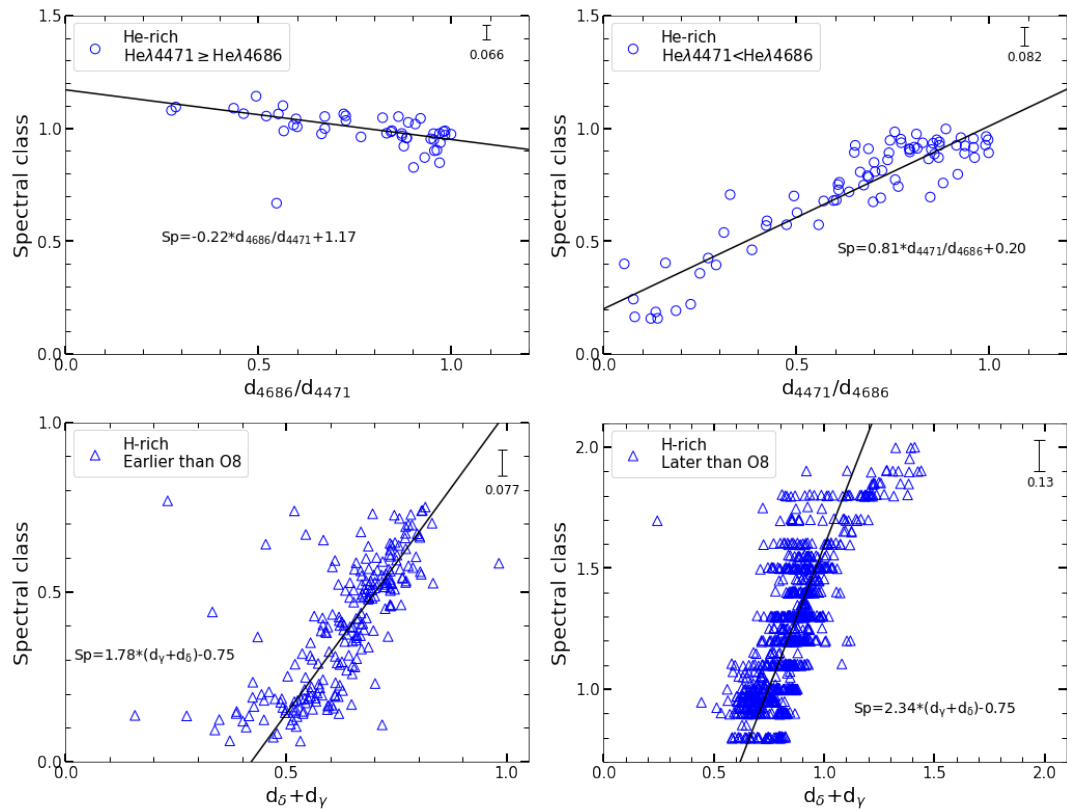 He-rich
Heλ4471≥Heλ4686
0.066
1.5
1.0
0.5
0.0
Spectral class
Sp=-0.22*d₄₆₈₆/d₄₄₇₁+1.17
0.0
0.5
1.0
d₄₆₈₆/d₄₄₇₁
He-rich
Heλ4471<Heλ4686
0.082
1.5
1.0
0.5
0.0
Spectral class
Sp=0.81*d₄₄₇₁/d₄₆₈₆+0.20
0.0
0.5
1.0
d₄₄₇₁/d₄₆₈₆
H-rich
Earlier than O8
0.077
1.0
0.5
0.0
Spectral class
Sp=1.78*(dᵧ+d_δ)-0.75
0.0
0.5
1.0
d_δ+dᵧ
H-rich
Later than O8
0.13
2.0
1.5
1.0
Spectral class
Sp=2.34*(dᵧ+d_δ)-0.75
0.0
0.5
1.0
1.5
2.0
d_δ+dᵧ